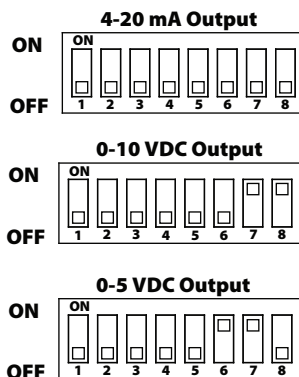 4-20 mA Output
ON
ON
OFF
1 2 3 4 5 6 7 8
0-10 VDC Output
ON
ON
OFF
1 2 3 4 5 6 7 8
0-5 VDC Output
ON
ON
OFF
1 2 3 4 5 6 7 8